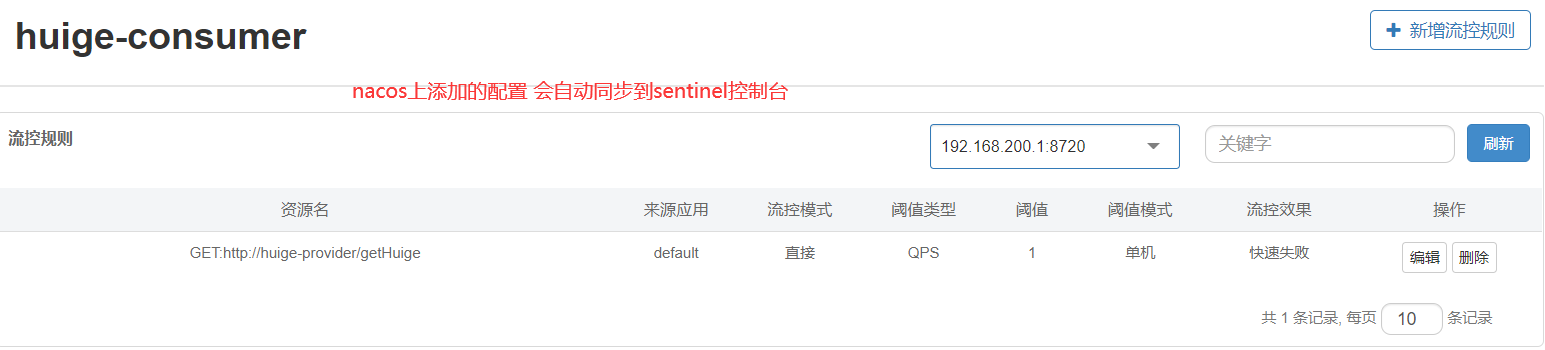 huige-consumer
新增流控规则
nacos上添加的配置 会自动同步到sentinel控制台
流控规则
192.168.200.1:8720
关键字
刷新
资源名 来源应用 流控模式 阈值类型 阈值 阈值模式 流控效果 操作
GET:http://huige-provider/getHuige default 直接 QPS 1 单机 快速失败 编辑 删除
共 1 条记录, 每页 10 条记录